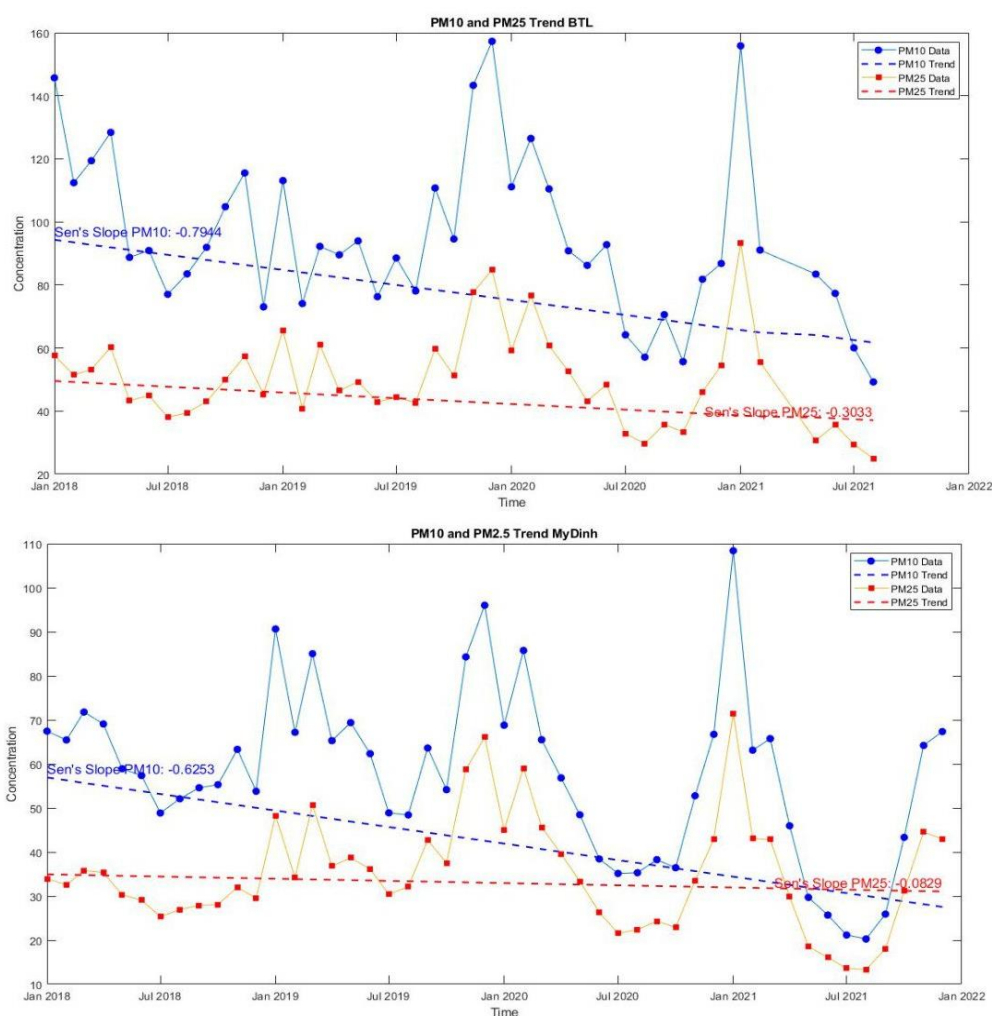 PM10 and PM25 Trend BTL
160
140
120
100
80
60
40
20
Concentration
PM10 Data
PM10 Trend
PM25 Data
PM25 Trend
Sen's Slope PM10: -0.7944
Sen's Slope PM25: -0.3033
Jan 2018
Jul 2018
Jan 2019
Jul 2019
Jan 2020
Jul 2020
Jan 2021
Jul 2021
Jan 2022
Time
PM10 and PM2.5 Trend MyDinh
110
100
90
80
70
60
50
40
30
20
10
Concentration
PM10 Data
PM10 Trend
PM25 Data
PM25 Trend
Sen's Slope PM10: -0.6253
Sen's Slope PM25: -0.0829
Jan 2018
Jul 2018
Jan 2019
Jul 2019
Jan 2020
Jul 2020
Jan 2021
Jul 2021
Jan 2022
Time